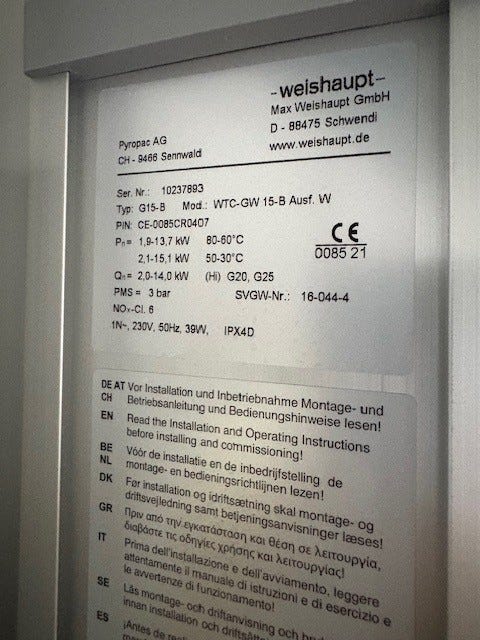 -weishaupt-
Max Weishaupt GmbH
D - 88475 Schwendi
www.weishaupt.de
Pyropac AG
CH - 9466 Sennwald
Ser. Nr.: 10237893
Typ: G15-B Mod.: WTC-GW 15-B Ausf. W
PIN: CE-0085CR0407
Pn = 1,9-13,7 kW 80-60°C
2,1-15,1 kW 50-30°C
CE
0085 21
Qn = 2,0-14,0 kW (Hi) G20, G25
PMS = 3 bar SVGW-Nr.: 16-044-4
NOx-Cl. 6
1N~, 230V, 50Hz, 39W, IPX4D
DE AT CH Vor Installation und Inbetriebnahme Montage- und
Betriebsanleitung und Bedienungshinweise lesen!
EN Read the Installation and Operating Instructions
before installing and commissioning!
BE NL Vóór de installatie en de inbedrijfstelling de
montage- en bedieningsrichtlijnen lezen!
DK Før installation og idriftsætning skal montage- og
driftsvejledning samt betjeningsanvisninger læses!
GR Πριν από την εγκατάσταση και θέση σε λειτουργία,
διαβάστε τις οδηγίες χρήσης και λειτουργίας!
IT Prima dell'installazione e dell'avviamento, leggere
attentamente il manuale di istruzioni e di esercizio e
le avvertenze di funzionamento!
SE Läs montage- och driftanvisning och
innan installation och
ES ¡Antes de